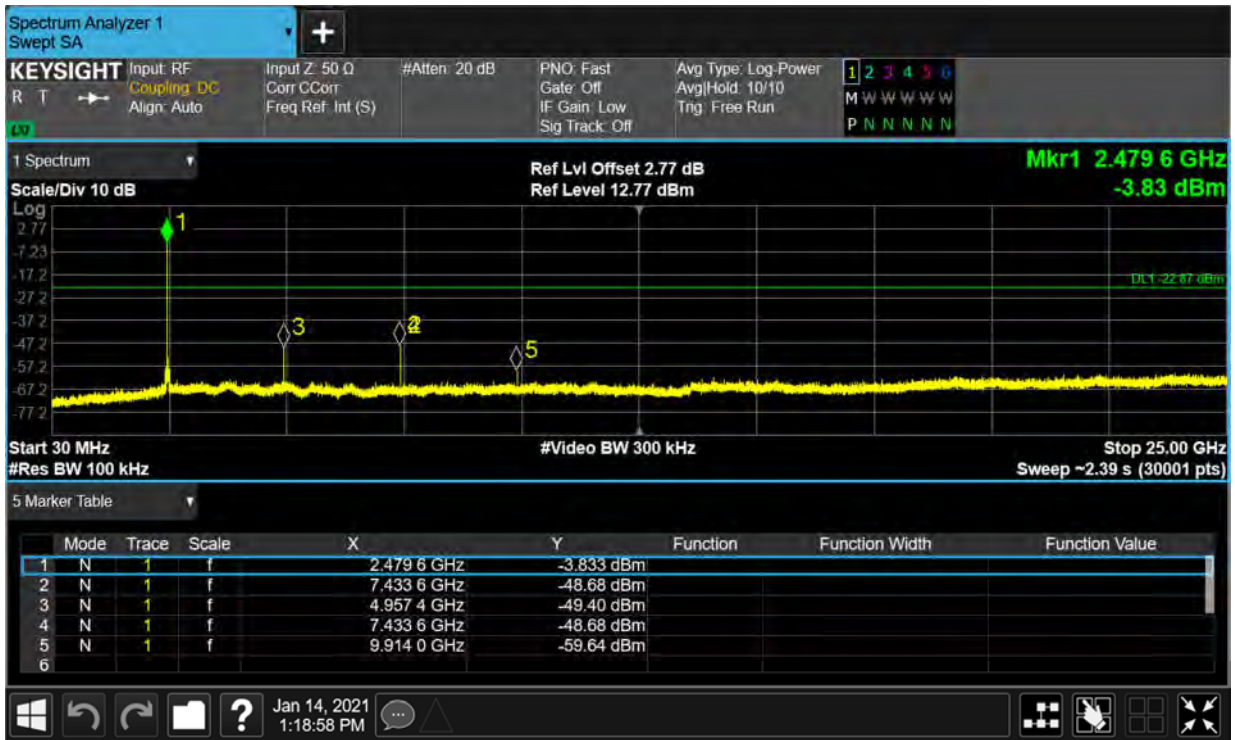 Spectrum Analyzer 1
Swept SA
+
KEYSIGHT Input: RF Input Z: 50 Ω #Atten: 20 dB PNO: Fast Avg Type: Log-Power 1 2 3 4 5 6
R T Coupling: DC Corr CCorr Gate: Off Avg|Hold: 10/10 M W W W W W
Align: Auto Freq Ref: Int (S) IF Gain: Low Trig: Free Run
Sig Track: Off P N N N N N
1 Spectrum Ref Lvl Offset 2.77 dB Mkr1 2.479 6 GHz
Scale/Div 10 dB Ref Level 12.77 dBm -3.83 dBm
Log
2.77 1
-7.23
-17.2 DL1 -22.87 dBm
-27.2
-37.2 3
-47.2 5
-57.2
-67.2
-77.2
Start 30 MHz #Video BW 300 kHz Stop 25.00 GHz
#Res BW 100 kHz Sweep ~2.39 s (30001 pts)
5 Marker Table
Mode Trace Scale X Y Function Function Width Function Value
1 N 1 f 2.479 6 GHz -3.833 dBm
2 N 1 f 7.433 6 GHz -48.68 dBm
3 N 1 f 4.957 4 GHz -49.40 dBm
4 N 1 f 7.433 6 GHz -48.68 dBm
5 N 1 f 9.914 0 GHz -59.64 dBm
6
? Jan 14, 2021
1:18:58 PM